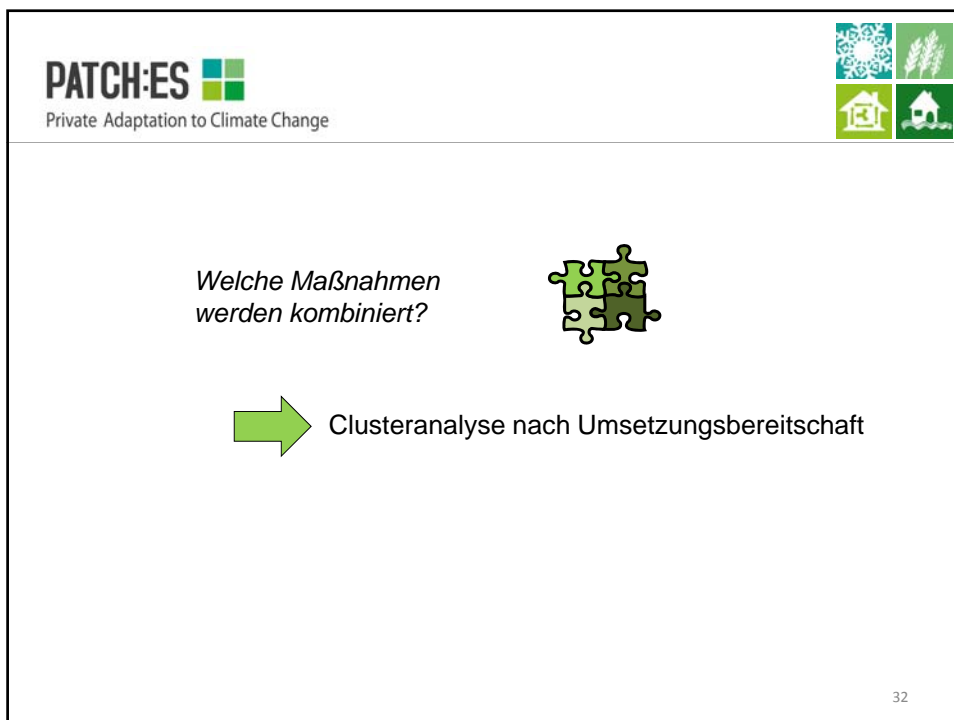 PATCH:ES
Private Adaptation to Climate Change
Welche Maßnahmen
werden kombiniert?
Clusteranalyse nach Umsetzungsbereitschaft
32